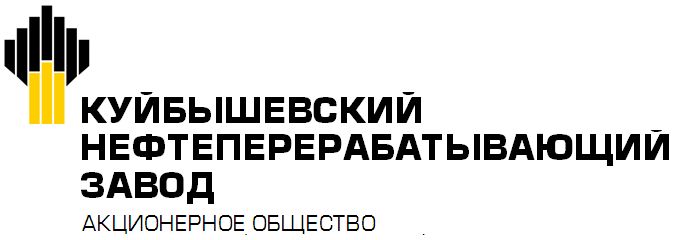 КУЙБЫШЕВСКИЙ
НЕФТЕПЕРЕРАБАТЫВАЮЩИЙ
ЗАВОД
АКЦИОНЕРНОЕ ОБЩЕСТВО